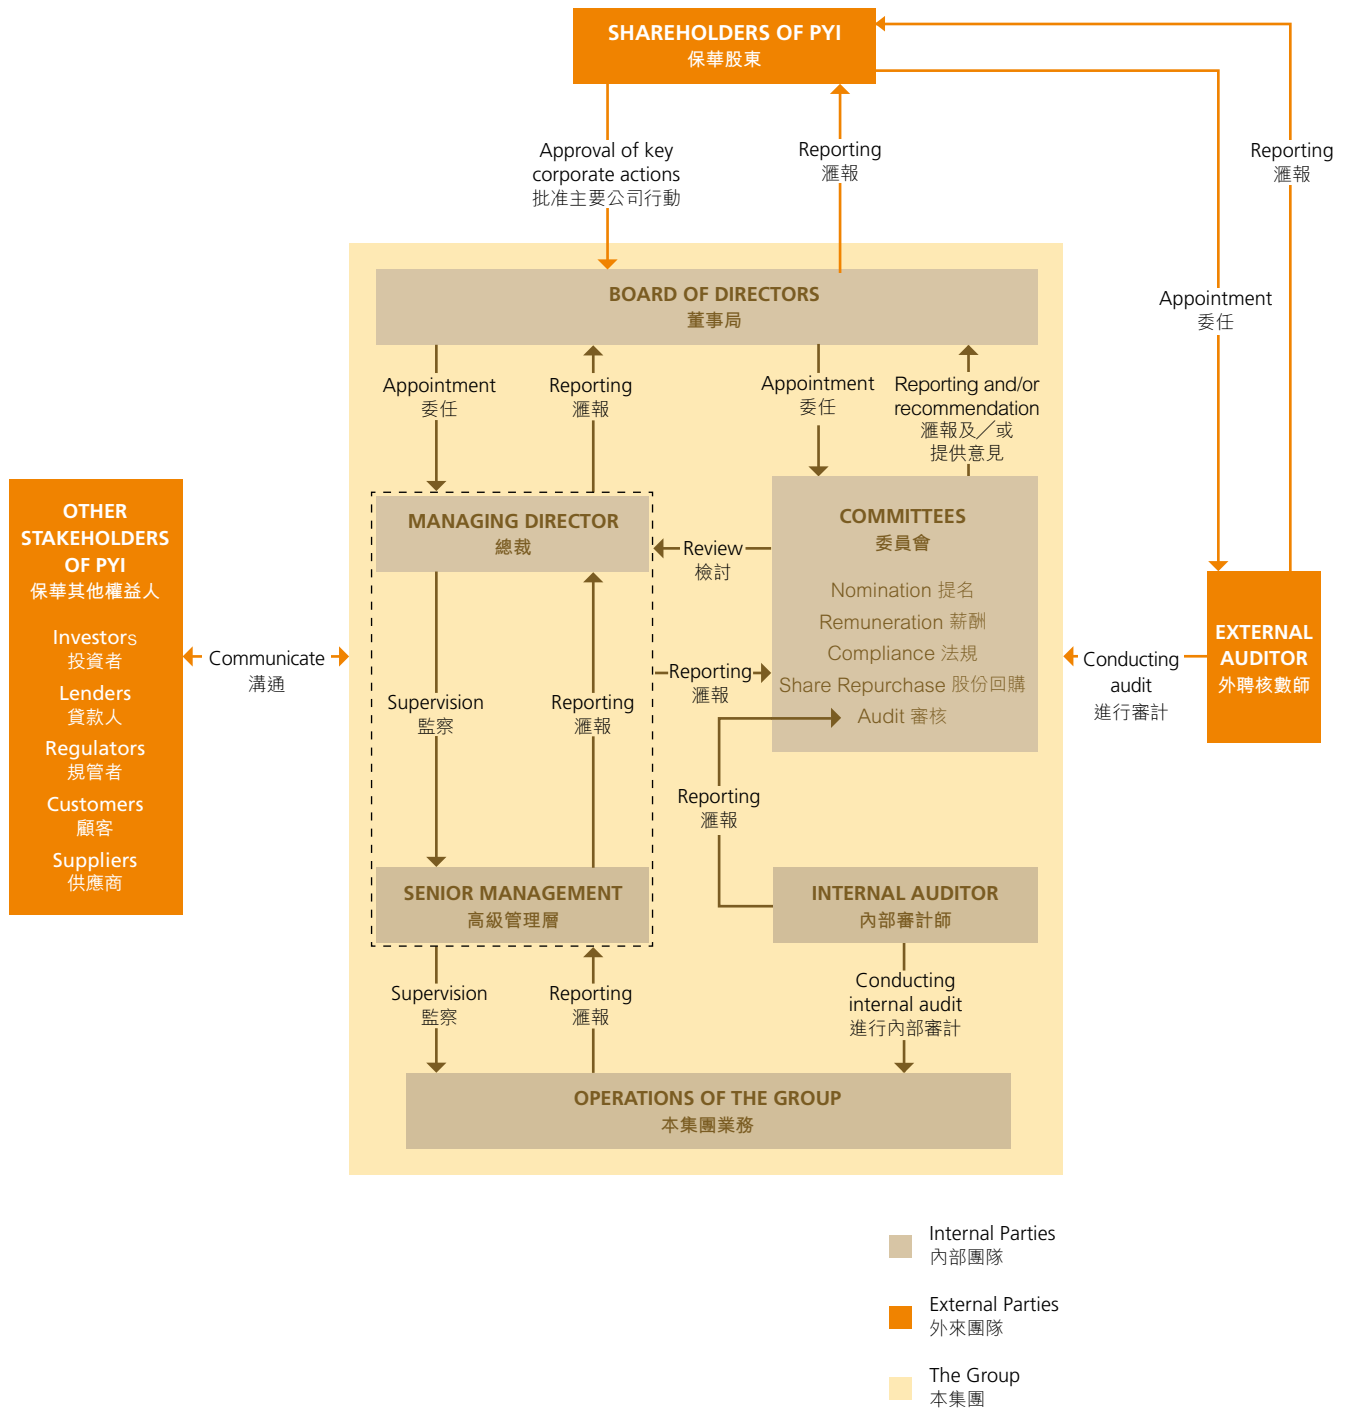 SHAREHOLDERS OF PYI
保華股東
Approval of key
corporate actions
批准主要公司行動
Reporting
滙報
Reporting
滙報
Appointment
委任
BOARD OF DIRECTORS
董事局
Appointment
委任
Reporting
滙報
Appointment
委任
Reporting and/or
recommendation
滙報及／或
提供意見
OTHER
STAKEHOLDERS
OF PYI
保華其他權益人
Investors
投資者
Lenders
貸款人
Regulators
規管者
Customers
顧客
Suppliers
供應商
Communicate
溝通
MANAGING DIRECTOR
總裁
Review
檢討
COMMITTEES
委員會
Nomination 提名
Remuneration 薪酬
Compliance 法規
Share Repurchase 股份回購
Audit 審核
Reporting
滙報
Supervision
監察
Reporting
滙報
Reporting
滙報
Conducting
audit
進行審計
EXTERNAL
AUDITOR
外聘核數師
SENIOR MANAGEMENT
高級管理層
INTERNAL AUDITOR
內部審計師
Supervision
監察
Reporting
滙報
Conducting
internal audit
進行內部審計
OPERATIONS OF THE GROUP
本集團業務
Internal Parties
內部團隊
External Parties
外來團隊
The Group
本集團